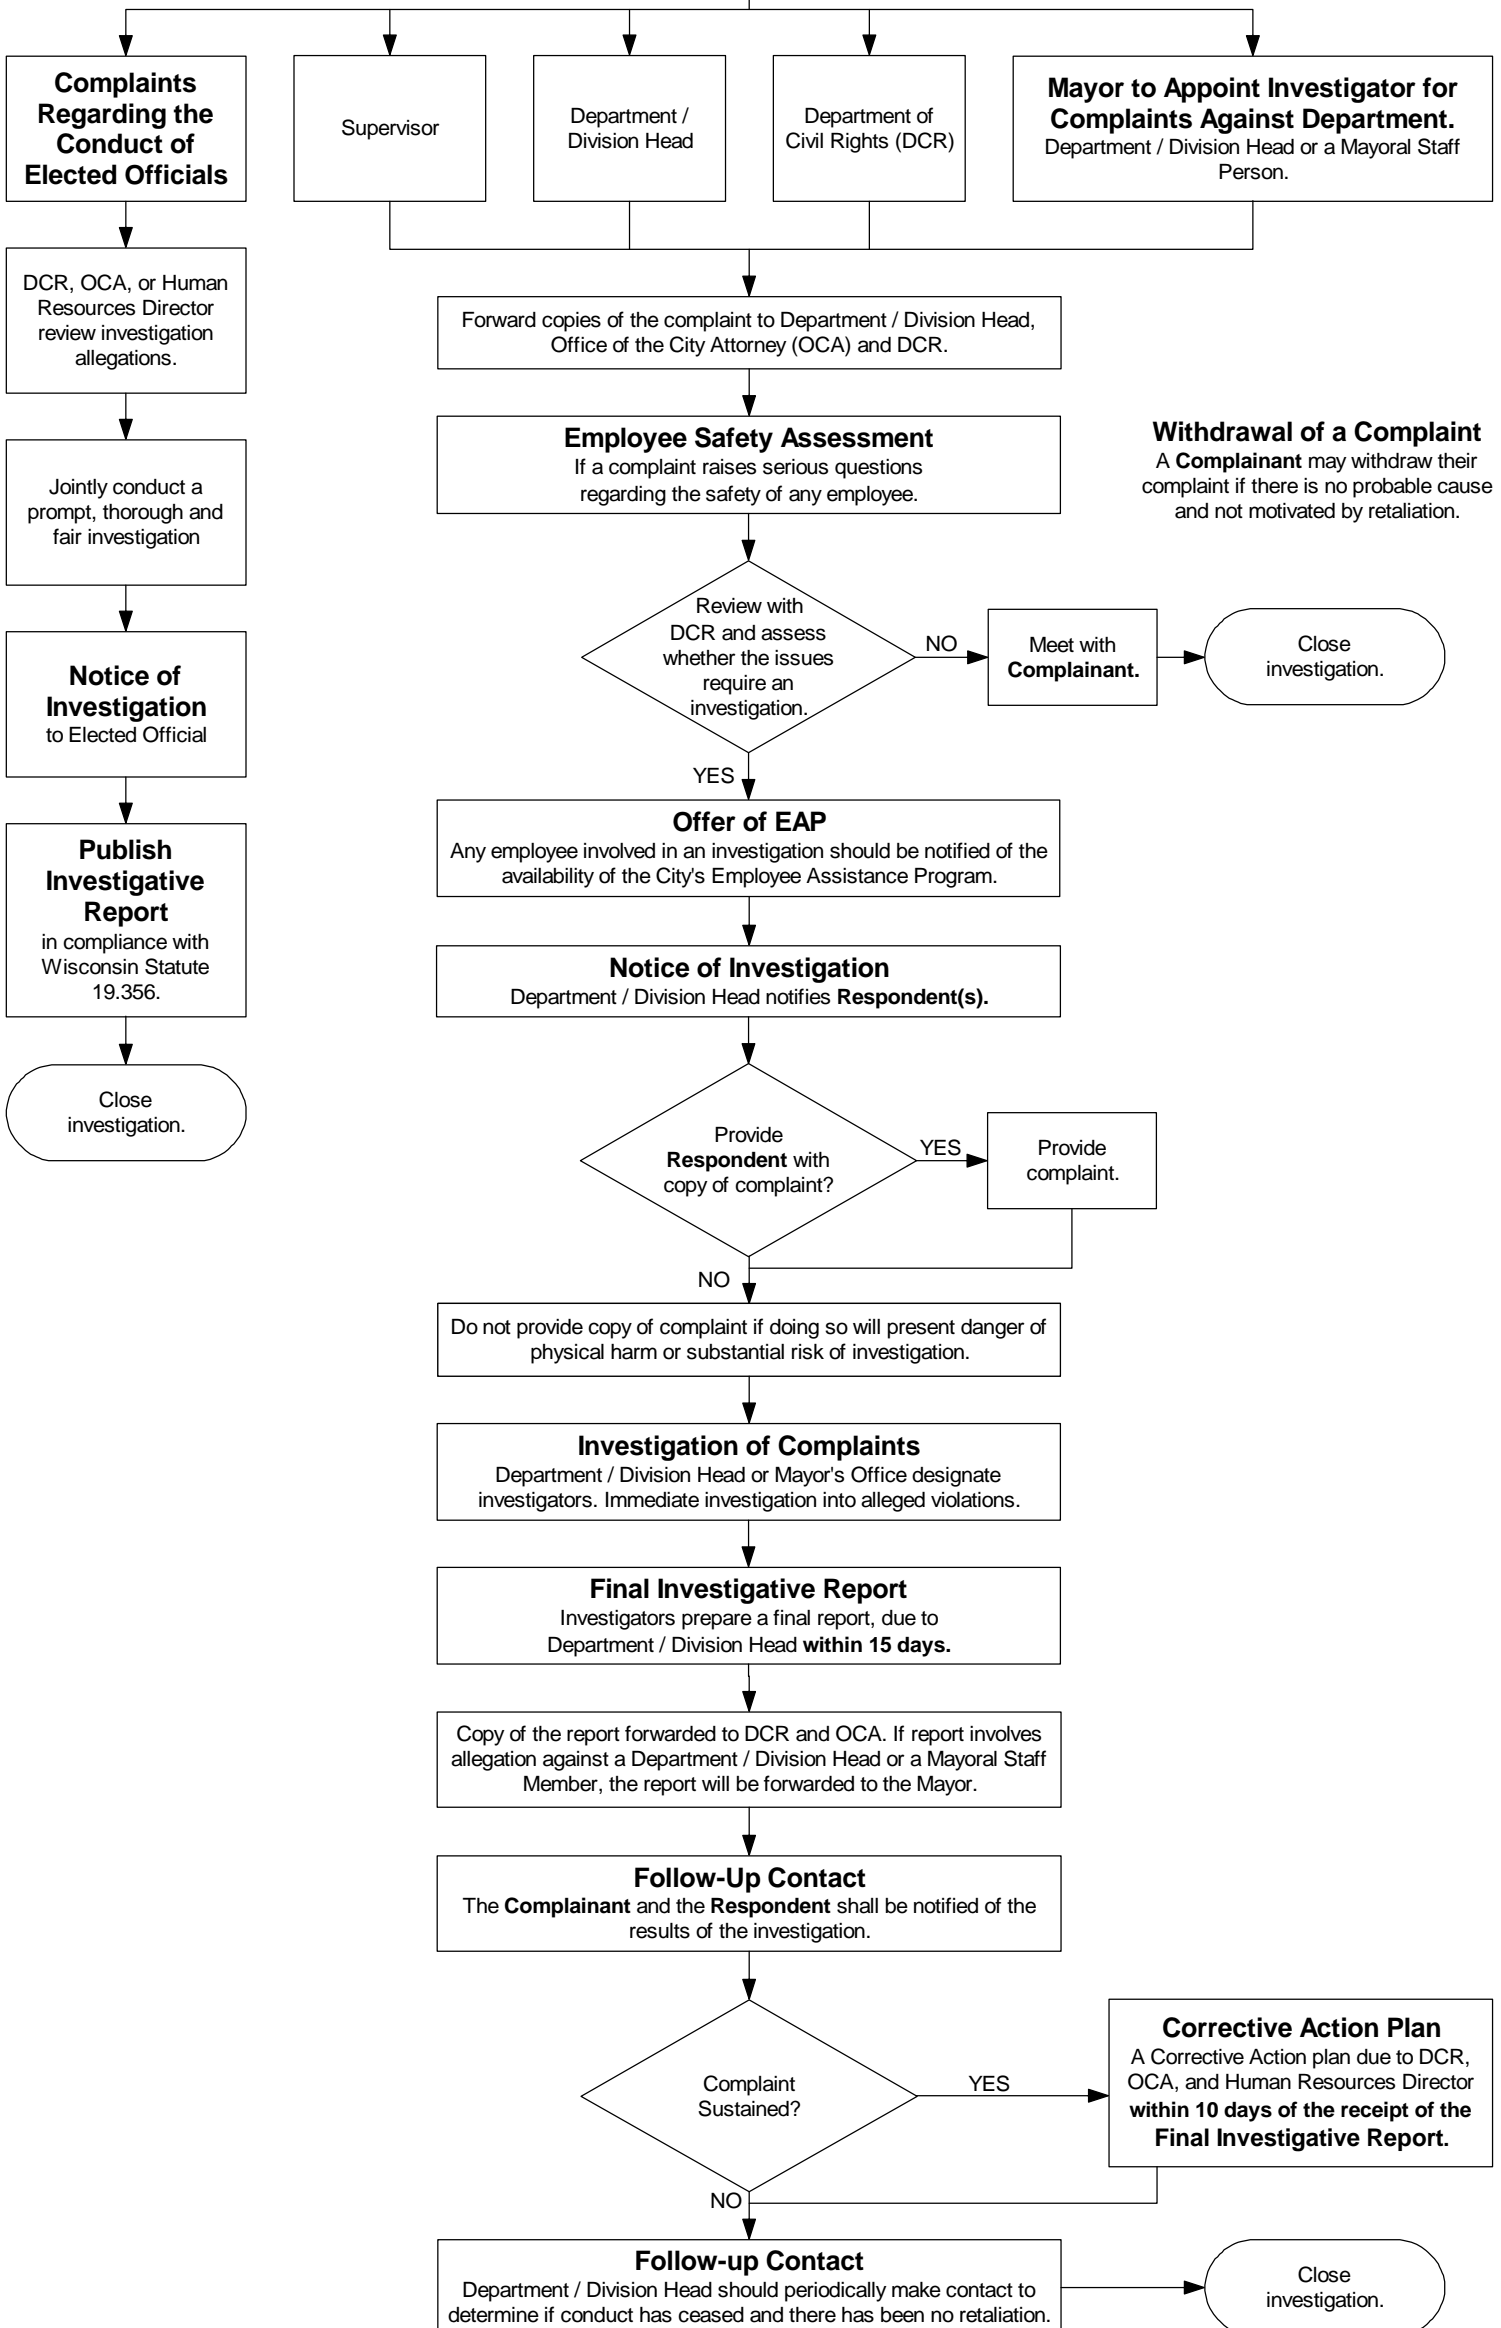 Complaints
Regarding the
Conduct of
Elected Officials
Supervisor
Department /
Division Head
Department of
Civil Rights (DCR)
Mayor to Appoint Investigator for
Complaints Against Department.
Department / Division Head or a Mayoral Staff
Person.
DCR, OCA, or Human
Resources Director
review investigation
allegations.
Forward copies of the complaint to Department / Division Head,
Office of the City Attorney (OCA) and DCR.
Jointly conduct a
prompt, thorough and
fair investigation
Employee Safety Assessment
If a complaint raises serious questions
regarding the safety of any employee.
Withdrawal of a Complaint
A Complainant may withdraw their
complaint if there is no probable cause
and not motivated by retaliation.
Notice of
Investigation
to Elected Official
Review with
DCR and assess
whether the issues
require an
investigation.
NO
Meet with
Complainant.
Close
investigation.
YES
Publish
Investigative
Report
in compliance with
Wisconsin Statute
19.356.
Offer of EAP
Any employee involved in an investigation should be notified of the
availability of the City's Employee Assistance Program.
Notice of Investigation
Department / Division Head notifies Respondent(s).
Close
investigation.
Provide
Respondent with
copy of complaint?
YES
Provide
complaint.
NO
Do not provide copy of complaint if doing so will present danger of
physical harm or substantial risk of investigation.
Investigation of Complaints
Department / Division Head or Mayor's Office designate
investigators. Immediate investigation into alleged violations.
Final Investigative Report
Investigators prepare a final report, due to
Department / Division Head within 15 days.
Copy of the report forwarded to DCR and OCA. If report involves
allegation against a Department / Division Head or a Mayoral Staff
Member, the report will be forwarded to the Mayor.
Follow-Up Contact
The Complainant and the Respondent shall be notified of the
results of the investigation.
Complaint
Sustained?
YES
Corrective Action Plan
A Corrective Action plan due to DCR,
OCA, and Human Resources Director
within 10 days of the receipt of the
Final Investigative Report.
NO
Follow-up Contact
Department / Division Head should periodically make contact to
determine if conduct has ceased and there has been no retaliation.
Close
investigation.